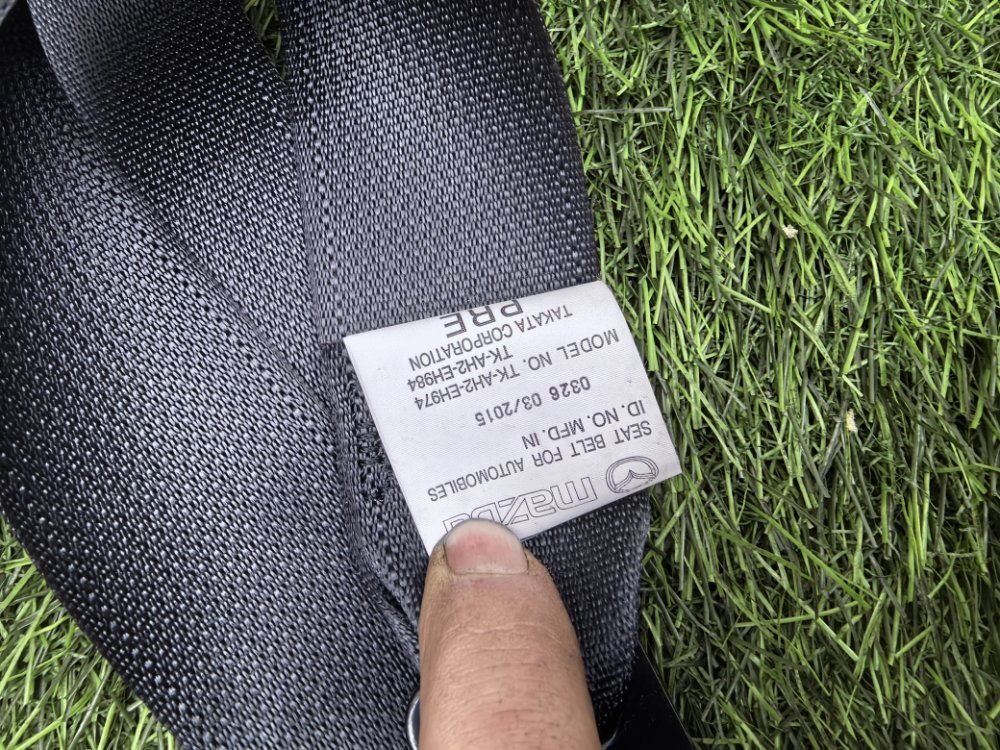 mazda
SEAT BELT FOR AUTOMOBILES
ID. NO. MFD. IN
0326 03/2015
MODEL NO. TK-AH2-EH974
TK-AH2-EH984
TAKATA CORPORATION
PRE